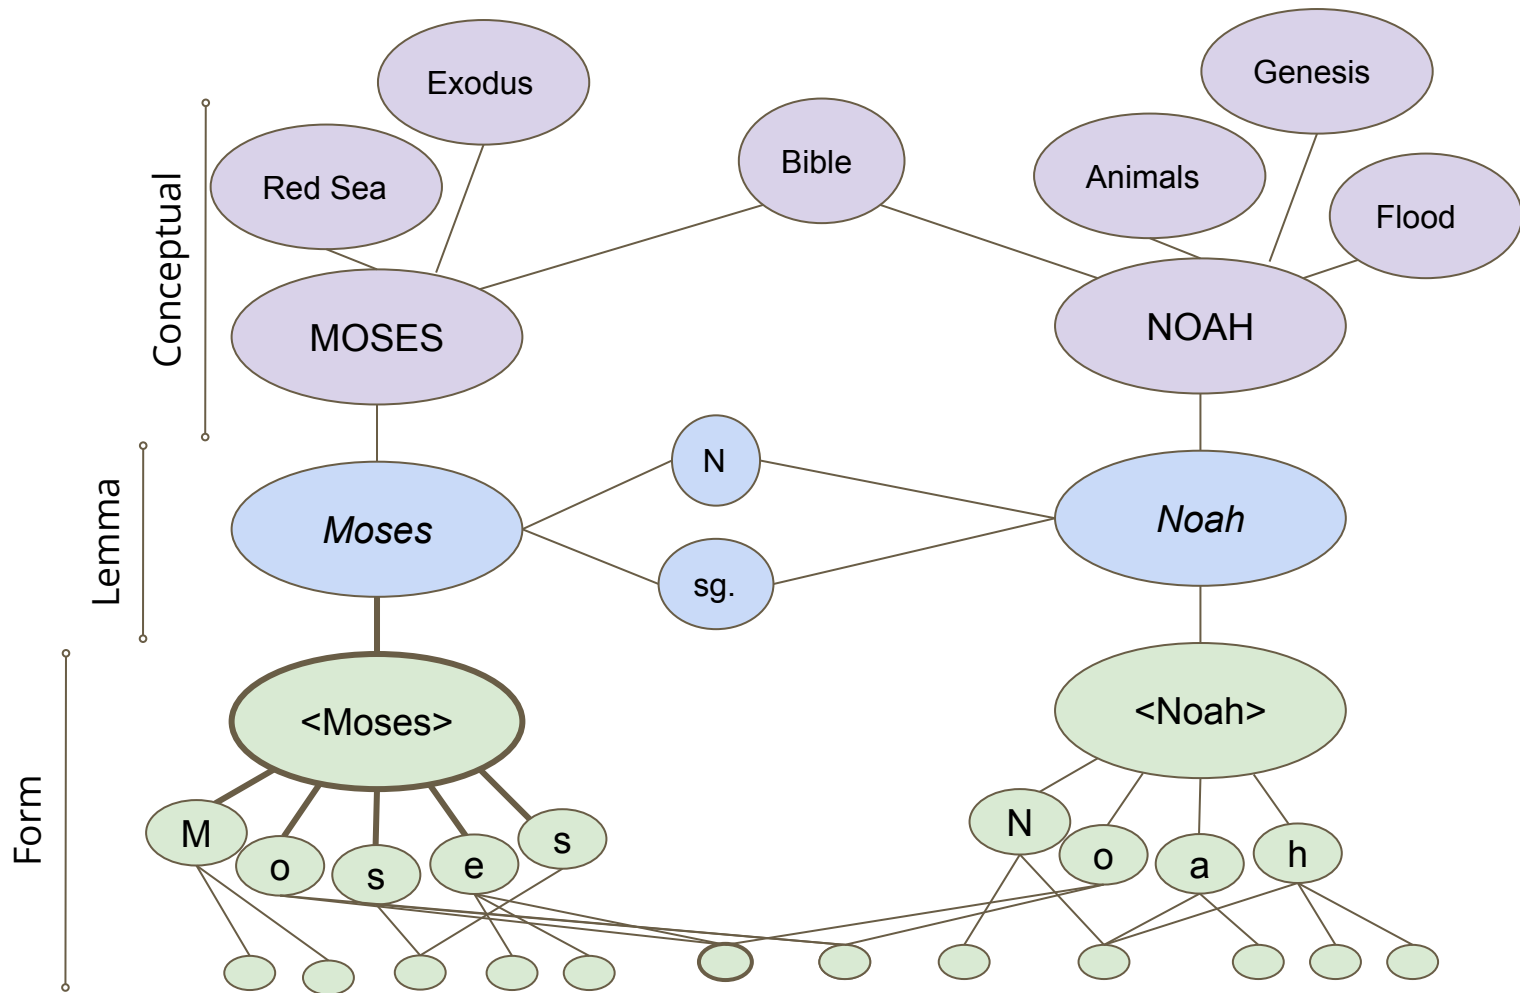 Conceptual
Exodus
Red Sea
Bible
Genesis
Animals
Flood
MOSES
NOAH
Lemma
Moses
N
sg.
Noah
Form
<Moses>
<Noah>
M
o
s
e
s
N
o
a
h